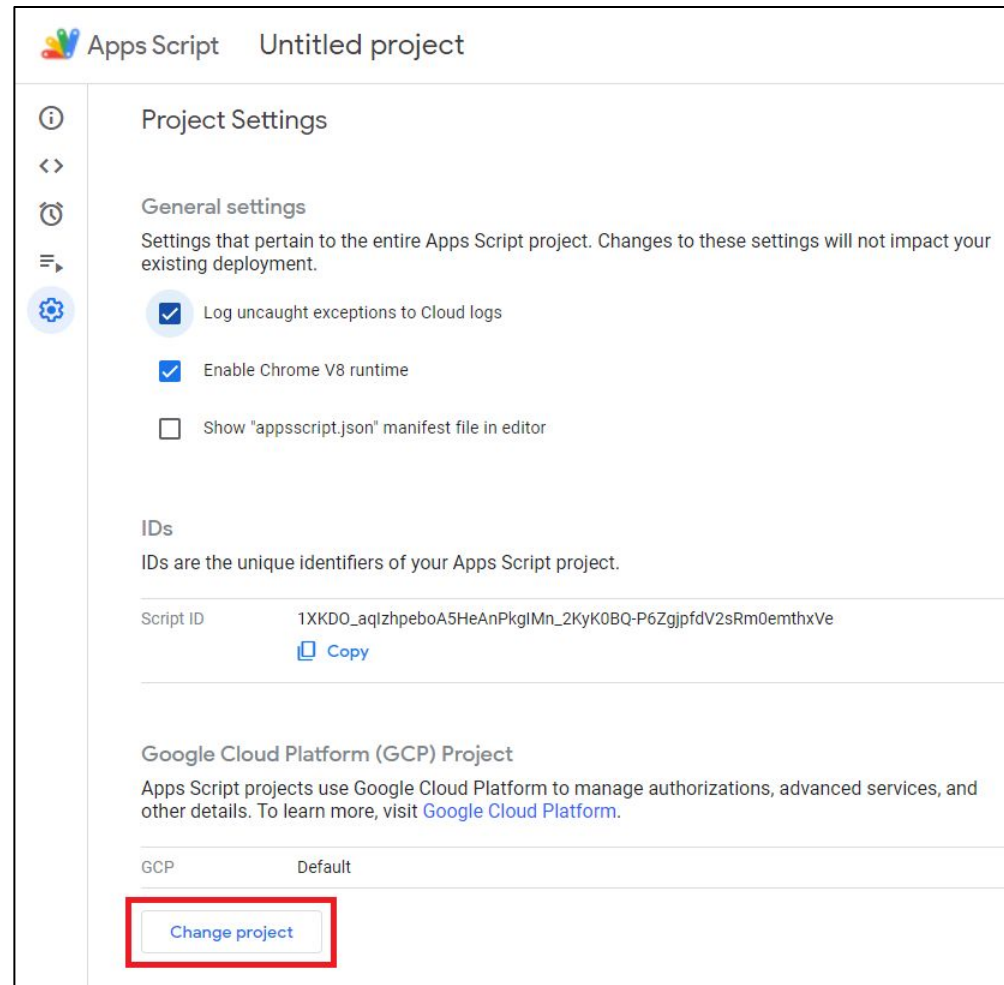 Apps Script Untitled project
Project Settings
General settings
Settings that pertain to the entire Apps Script project. Changes to these settings will not impact your
existing deployment.
Log uncaught exceptions to Cloud logs
Enable Chrome V8 runtime
Show "appsscript.json" manifest file in editor
IDs
IDs are the unique identifiers of your Apps Script project.
Script ID 1XKDO_aqIzhpeboA5HeAnPkgIMn_2KyK0BQ-P6ZgjpfdV2sRm0emthxVe
Copy
Google Cloud Platform (GCP) Project
Apps Script projects use Google Cloud Platform to manage authorizations, advanced services, and
other details. To learn more, visit Google Cloud Platform.
GCP Default
Change project